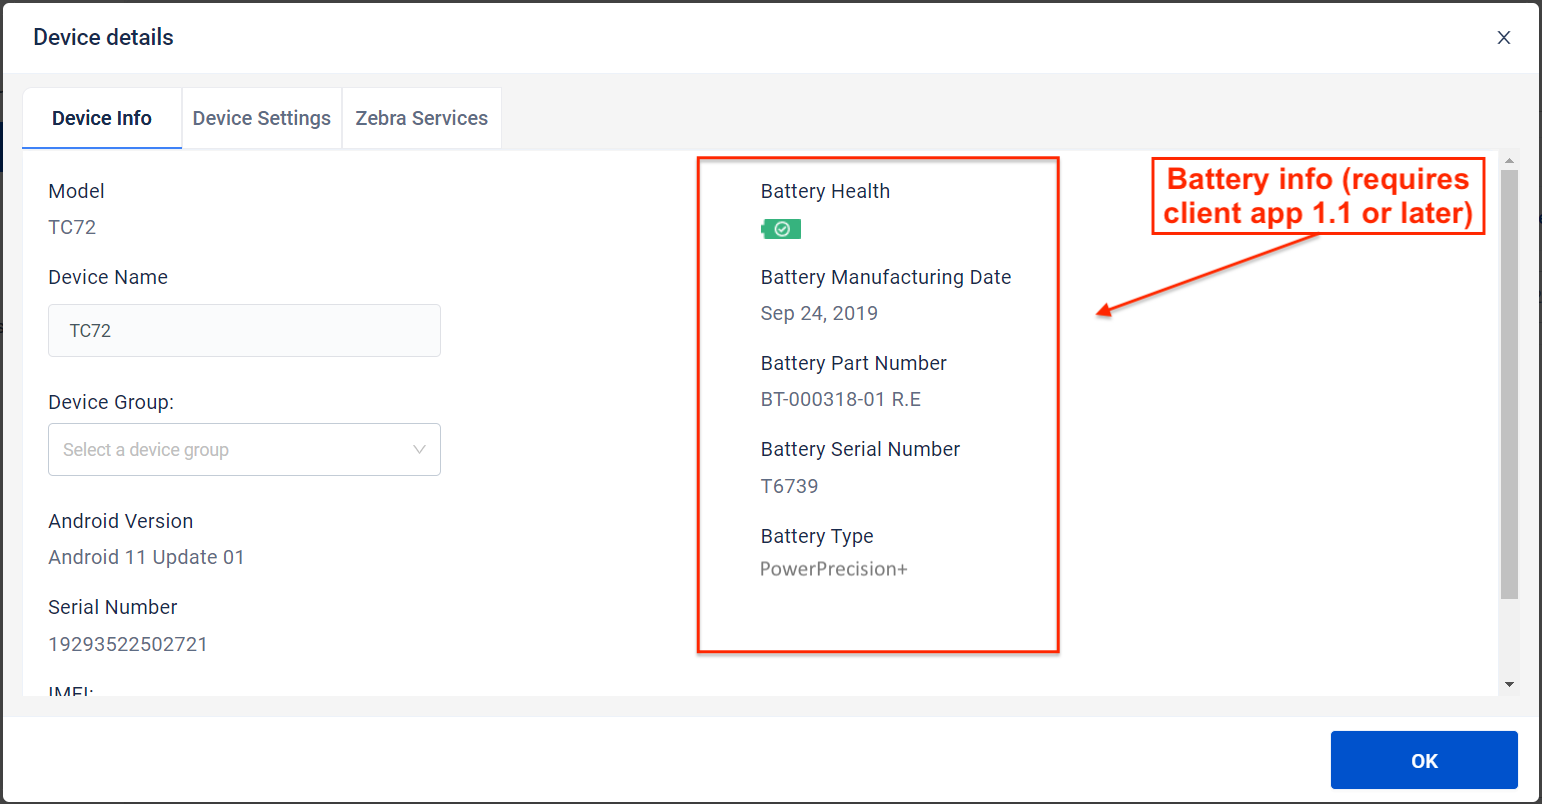 Device details
Device Info
Device Settings
Zebra Services
Model
TC72
Device Name
TC72
Device Group:
Select a device group
Android Version
Android 11 Update 01
Serial Number
19293522502721
IMEI:
Battery Health
Battery Manufacturing Date
Sep 24, 2019
Battery Part Number
BT-000318-01 R.E
Battery Serial Number
T6739
Battery Type
PowerPrecision+
Battery info (requires
client app 1.1 or later)
OK